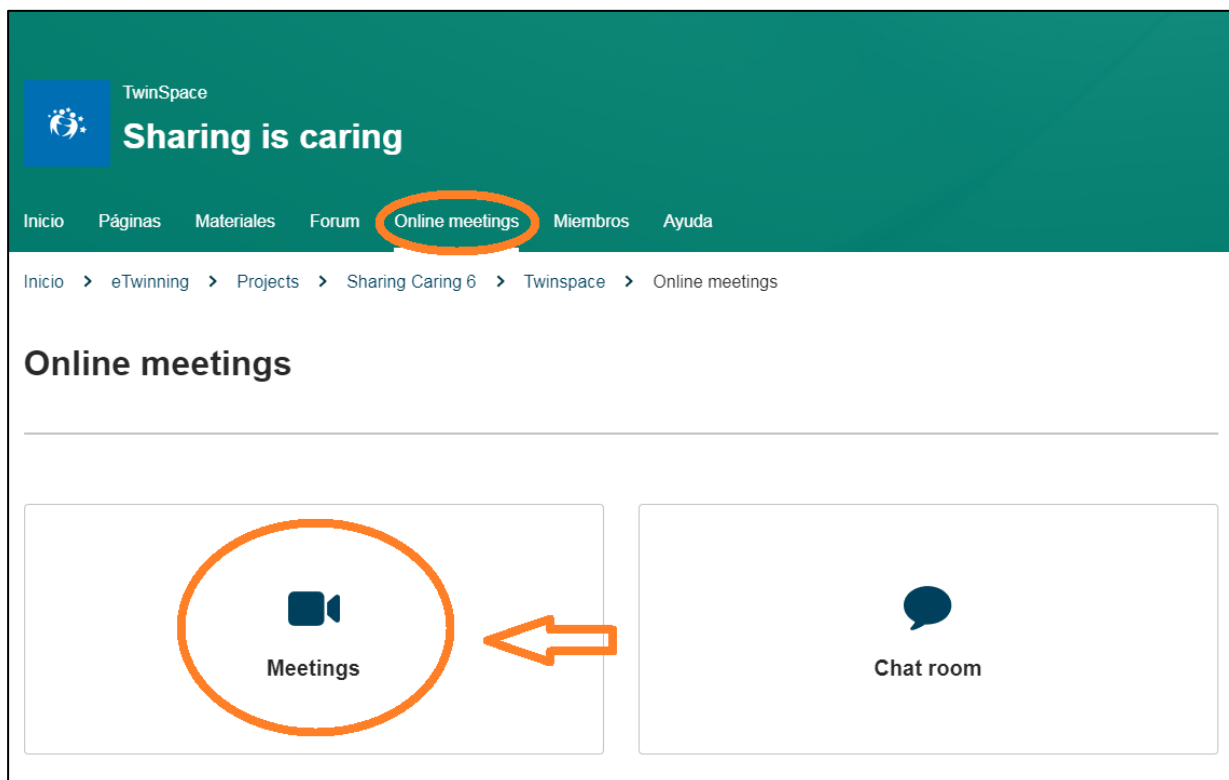 TwinSpace
Sharing is caring
Inicio Páginas Materiales Forum Online meetings Miembros Ayuda
Inicio > eTwinning > Projects > Sharing Caring 6 > Twinspace > Online meetings
Online meetings
Meetings Chat room